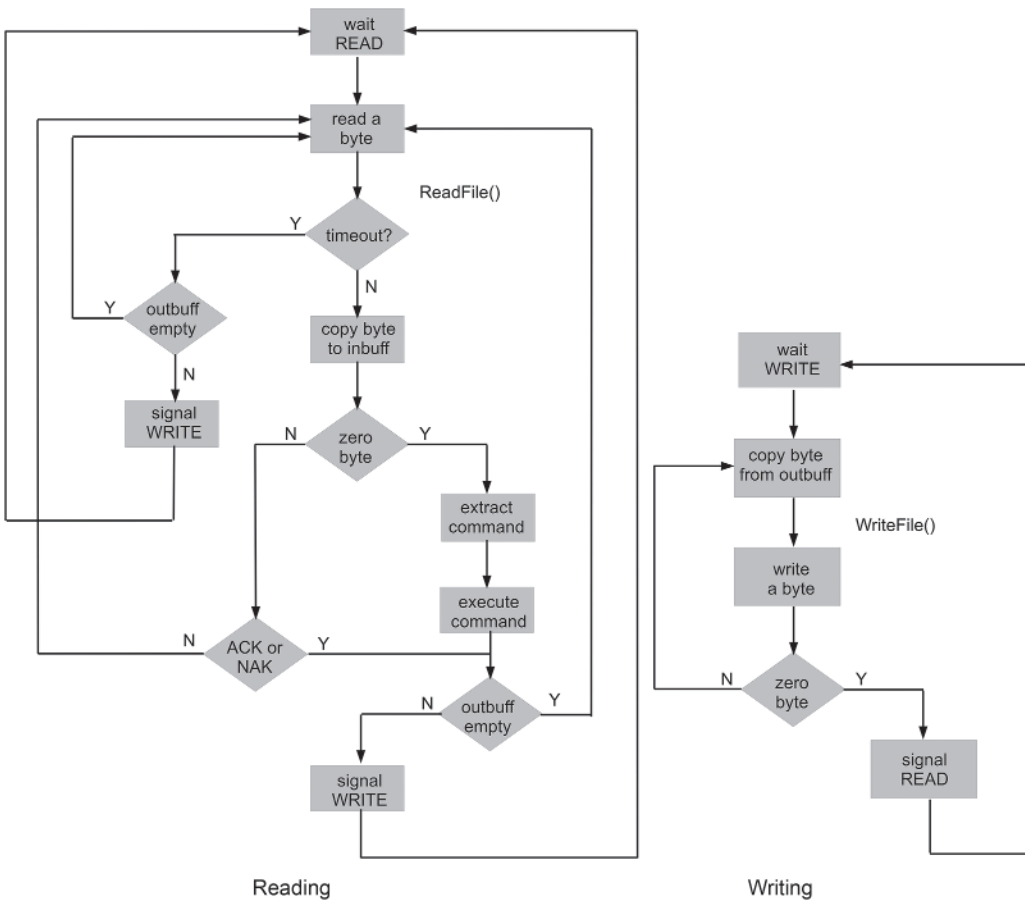 wait
READ
read a
byte
ReadFile()
Y
timeout?
N
Y
outbuff
empty
copy byte
to inbuff
N
signal
WRITE
N
zero
byte
Y
extract
command
execute
command
N
ACK or
NAK
Y
N
outbuff
empty
Y
signal
WRITE
Reading
wait
WRITE
copy byte
from outbuff
WriteFile()
write
a byte
N
zero
byte
Y
signal
READ
Writing